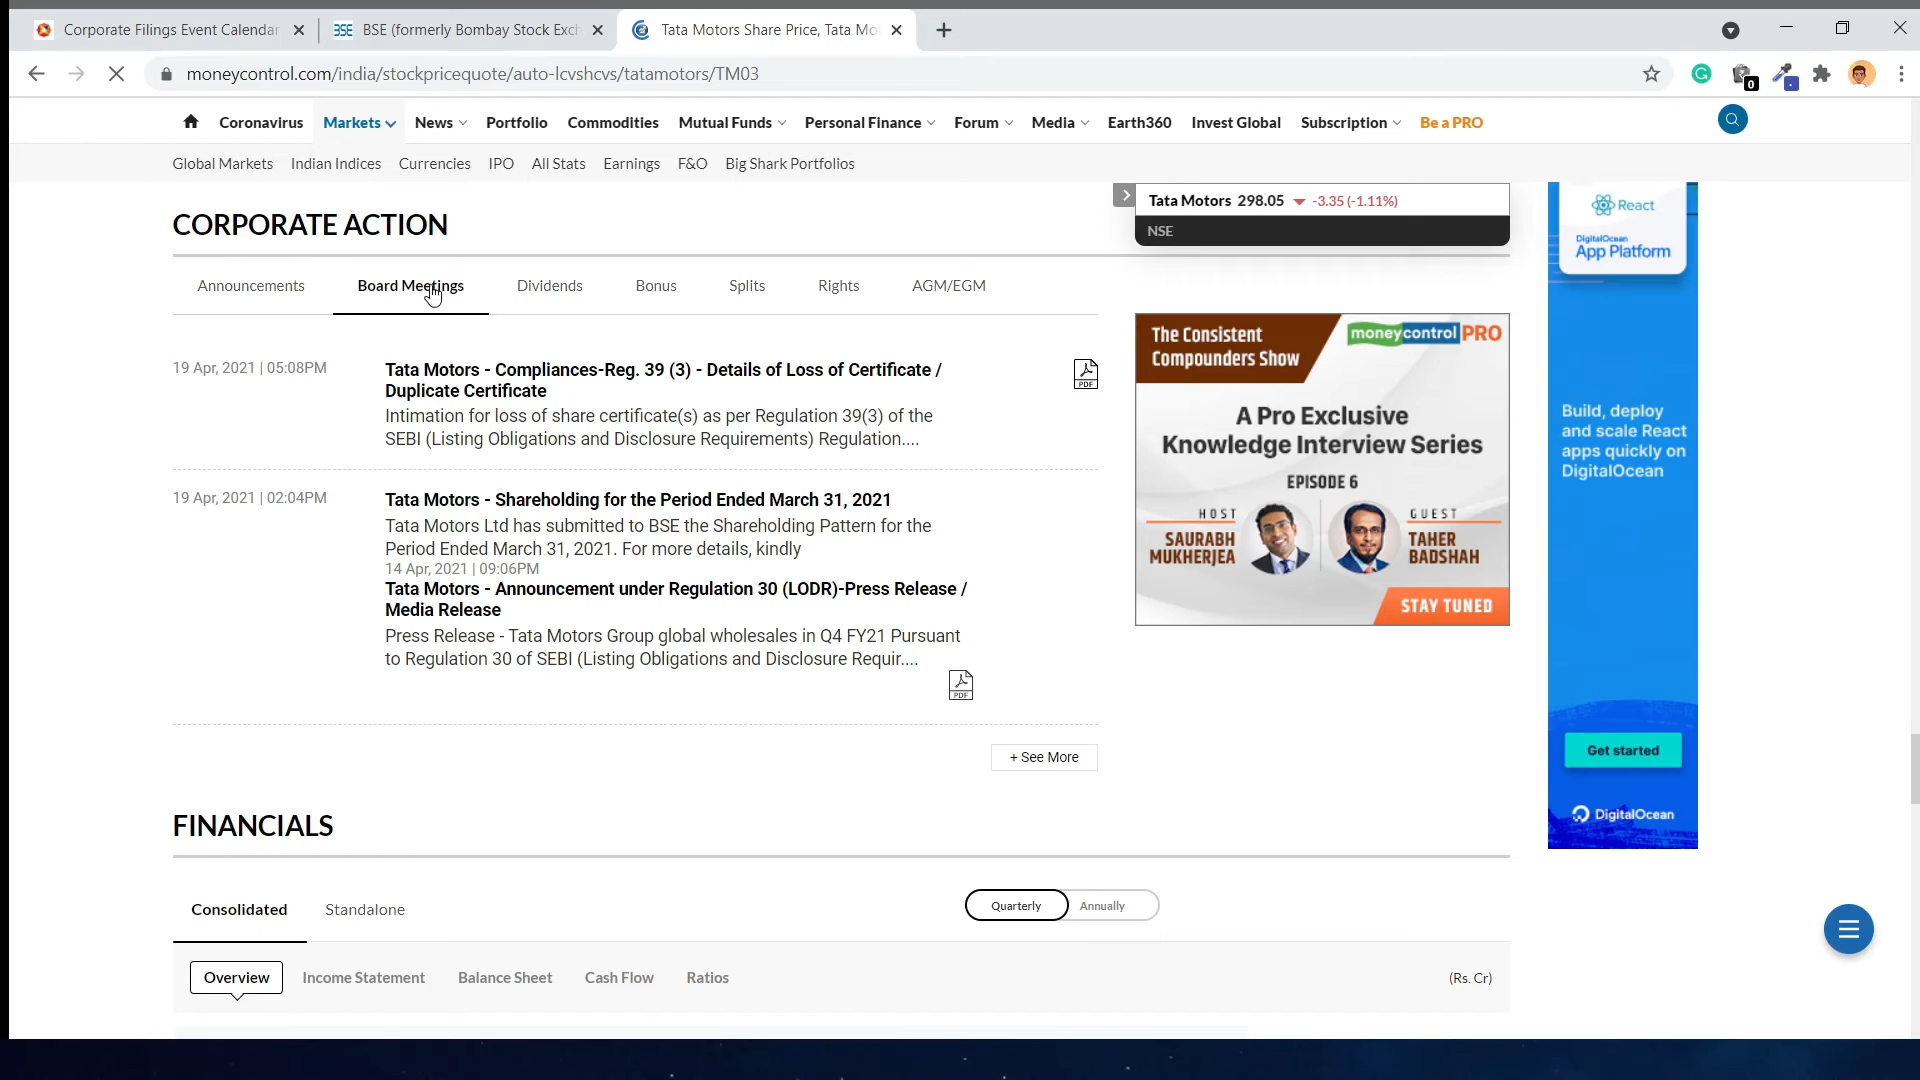 Corporate Filings Event Calendar
BSE (formerly Bombay Stock Exch
Tata Motors Share Price, Tata Mo
moneycontrol.com/india/stockpricequote/auto-lcvshcvs/tatamotors/TM03
0
Coronavirus Markets News Portfolio Commodities Mutual Funds Personal Finance Forum Media Earth360 Invest Global Subscription Be a PRO
Global Markets Indian Indices Currencies IPO All Stats Earnings F&O Big Shark Portfolios
CORPORATE ACTION
Tata Motors 298.05 -3.35 (-1.11%)
NSE
Announcements Board Meetings Dividends Bonus Splits Rights AGM/EGM
19 Apr, 2021 | 05:08PM
Tata Motors - Compliances-Reg. 39 (3) - Details of Loss of Certificate /
Duplicate Certificate
Intimation for loss of share certificate(s) as per Regulation 39(3) of the
SEBI (Listing Obligations and Disclosure Requirements) Regulation....
PDF
19 Apr, 2021 | 02:04PM
Tata Motors - Shareholding for the Period Ended March 31, 2021
Tata Motors Ltd has submitted to BSE the Shareholding Pattern for the
Period Ended March 31, 2021. For more details, kindly
14 Apr, 2021 | 09:06PM
Tata Motors - Announcement under Regulation 30 (LODR)-Press Release /
Media Release
Press Release - Tata Motors Group global wholesales in Q4 FY21 Pursuant
to Regulation 30 of SEBI (Listing Obligations and Disclosure Requir....
PDF
+ See More
The Consistent
Compounders Show
moneycontrol PRO
A Pro Exclusive
Knowledge Interview Series
EPISODE 6
HOST
SAURABH
MUKHERJEA
GUEST
TAHER
BADSHAH
STAY TUNED
React
DigitalOcean
App Platform
Build, deploy
and scale React
apps quickly on
DigitalOcean
Get started
DigitalOcean
FINANCIALS
Consolidated Standalone
Quarterly Annually
Overview Income Statement Balance Sheet Cash Flow Ratios
(Rs. Cr)